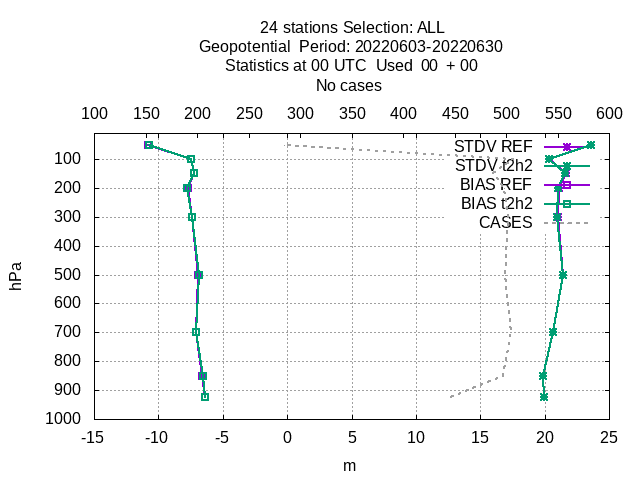 24 stations Selection: ALL
Geopotential  Period: 20220603-20220630
Statistics at 00 UTC  Used  00  + 00
No cases
100 150 200 250 300 350 400 450 500 550 600
STDV REF
STDV t2h2
BIAS REF
BIAS t2h2
CASES
hPa
100
200
300
400
500
600
700
800
900
1000
-15 -10 -5 0 5 10 15 20 25
m